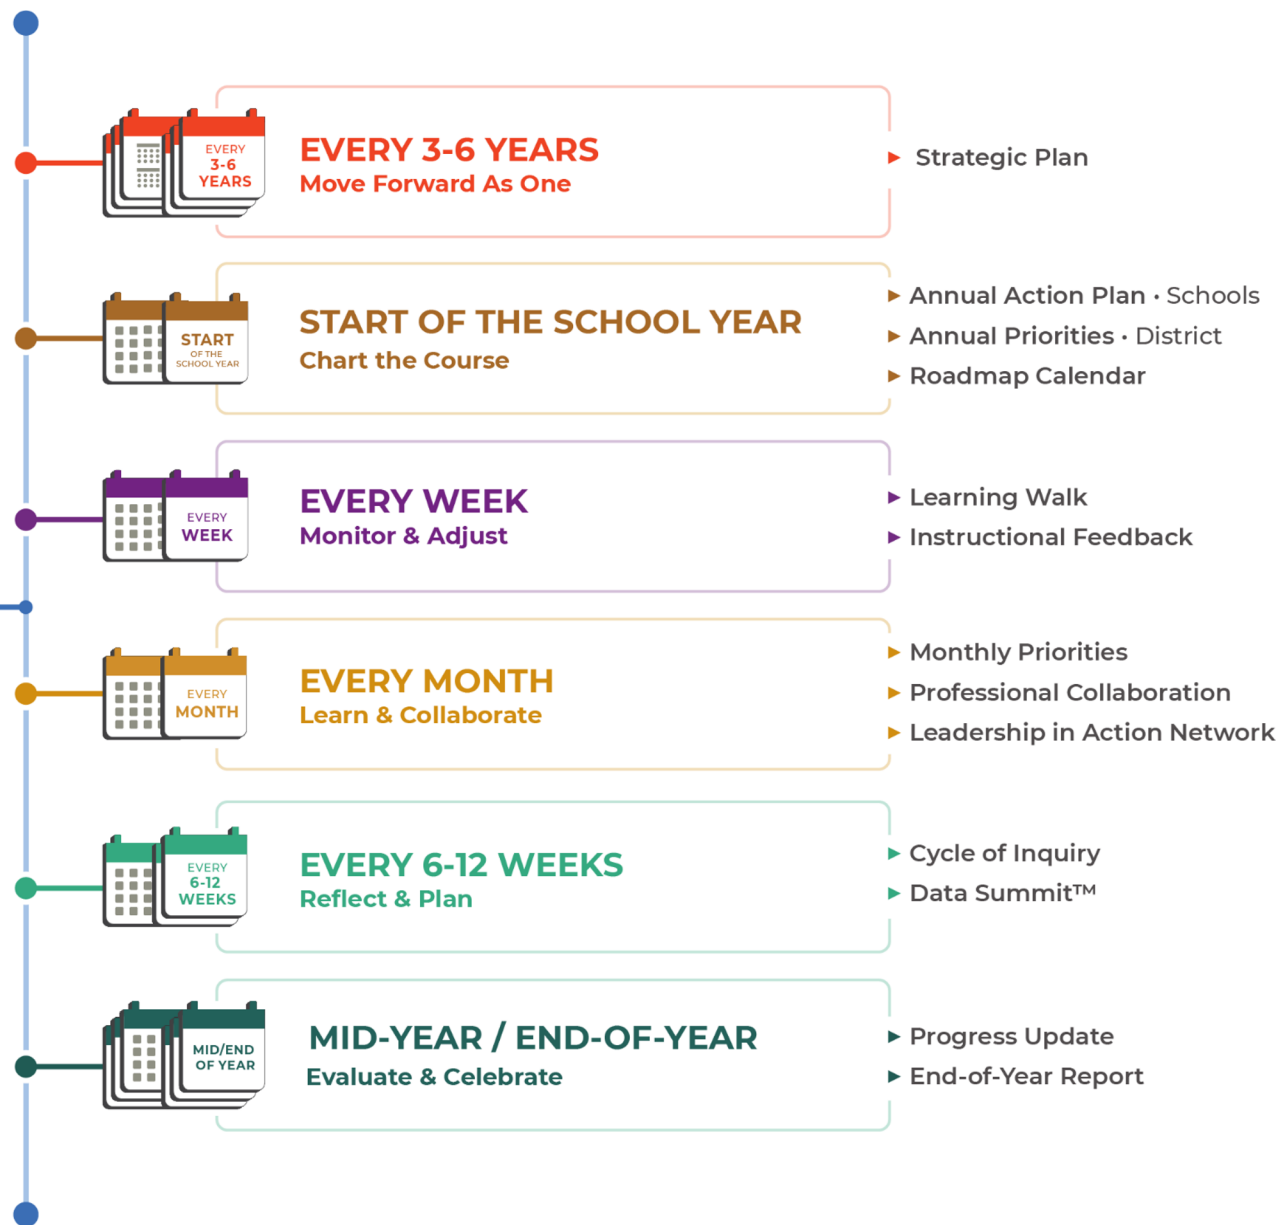 EVERY
3-6
YEARS
EVERY 3-6 YEARS
Move Forward As One
Strategic Plan
START
OF THE
SCHOOL YEAR
START OF THE SCHOOL YEAR
Chart the Course
Annual Action Plan • Schools
Annual Priorities • District
Roadmap Calendar
EVERY
WEEK
EVERY WEEK
Monitor & Adjust
Learning Walk
Instructional Feedback
EVERY
MONTH
EVERY MONTH
Learn & Collaborate
Monthly Priorities
Professional Collaboration
Leadership in Action Network
EVERY
6-12
WEEKS
EVERY 6-12 WEEKS
Reflect & Plan
Cycle of Inquiry
Data Summit™
MID/END
OF YEAR
MID-YEAR / END-OF-YEAR
Evaluate & Celebrate
Progress Update
End-of-Year Report